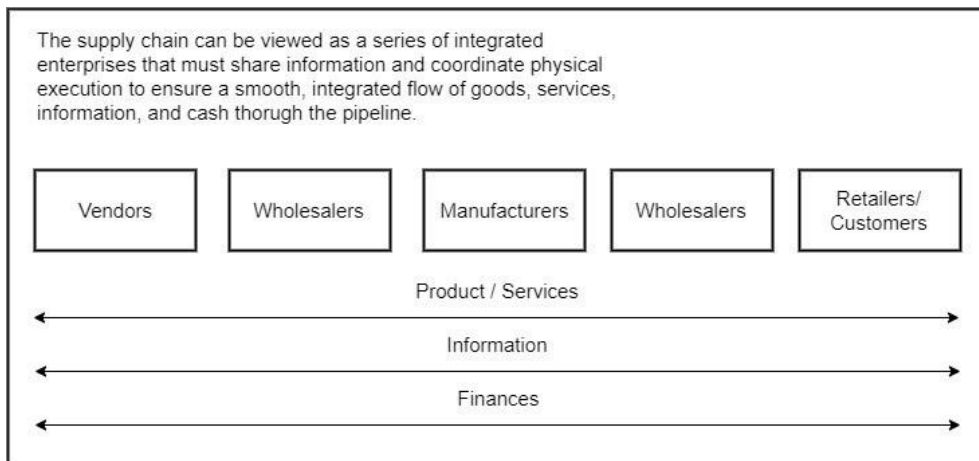 The supply chain can be viewed as a series of integrated
enterprises that must share information and coordinate physical
execution to ensure a smooth, integrated flow of goods, services,
information, and cash thorugh the pipeline.
Vendors
Wholesalers
Manufacturers
Wholesalers
Retailers/
Customers
Product / Services
Information
Finances